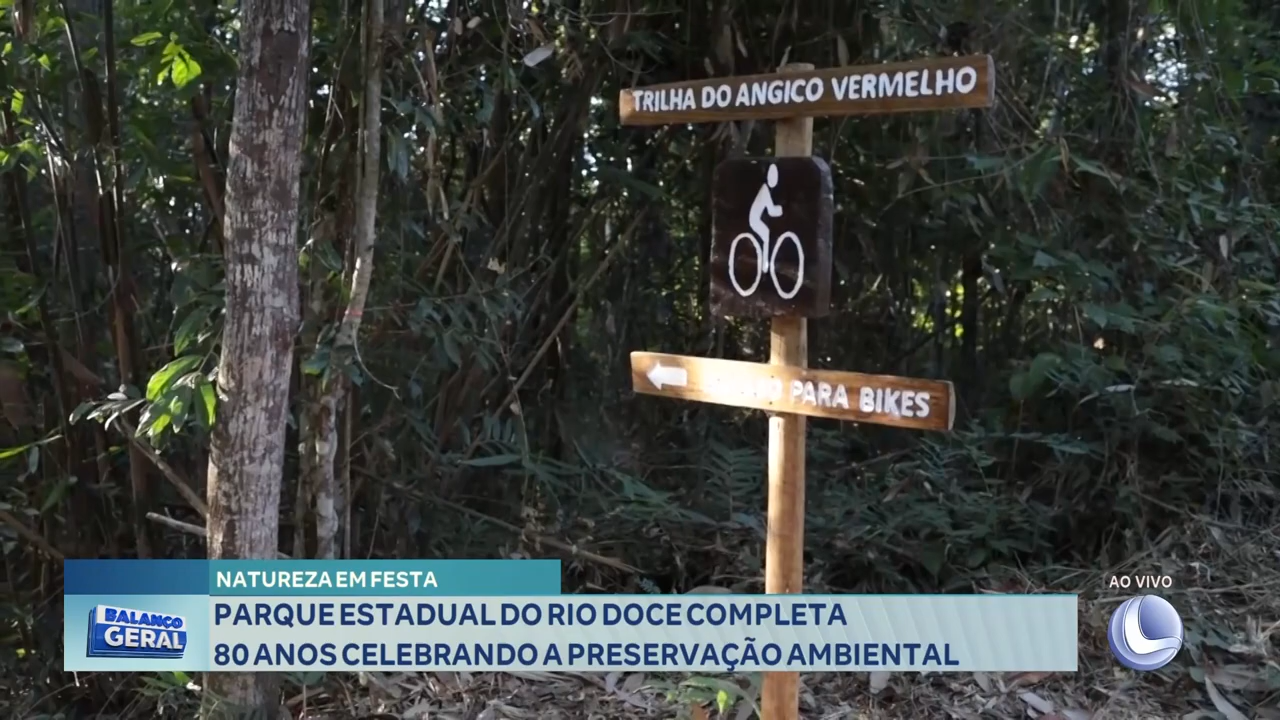 TRILHA DO ANGICO VERMELHO
PARA BIKES
NATUREZA EM FESTA
AO VIVO
BALANÇO
GERAL
PARQUE ESTADUAL DO RIO DOCE COMPLETA
80 ANOS CELEBRANDO A PRESERVAÇÃO AMBIENTAL